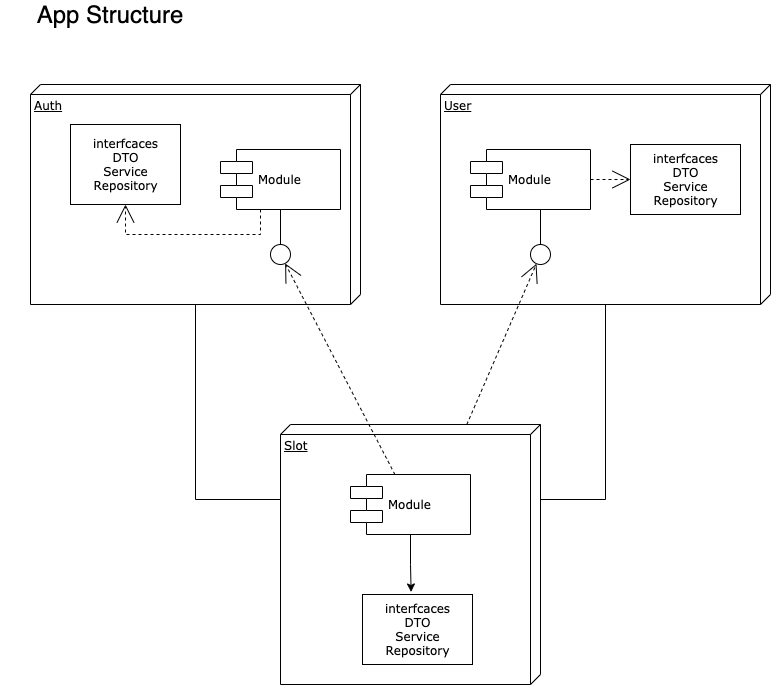 App Structure
Auth
interfcaces
DTO
Service
Repository
Module
User
Module
interfcaces
DTO
Service
Repository
Slot
Module
interfcaces
DTO
Service
Repository